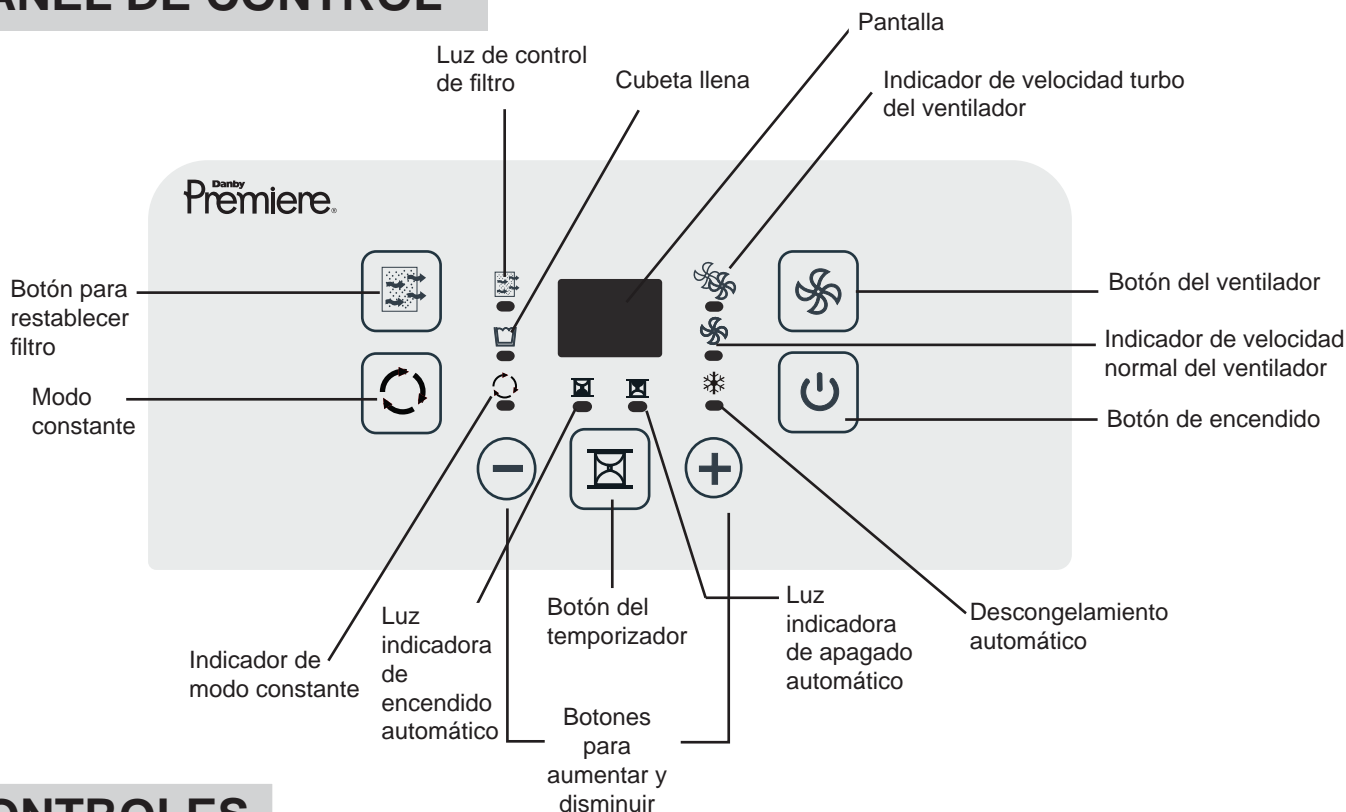 ANEL DE CONTROL
Pantalla
Luz de control
de filtro
Cubeta llena
Indicador de velocidad turbo
del ventilador
Danby
Premiere®
Botón para
restablecer
filtro
Botón del ventilador
Indicador de velocidad
normal del ventilador
Modo
constante
Botón de encendido
Indicador de
modo constante
Luz
indicadora
de
encendido
automático
Botón del
temporizador
Luz
indicadora
de apagado
automático
Descongelamiento
automático
Botones
para
aumentar y
disminuir
ONTROLES